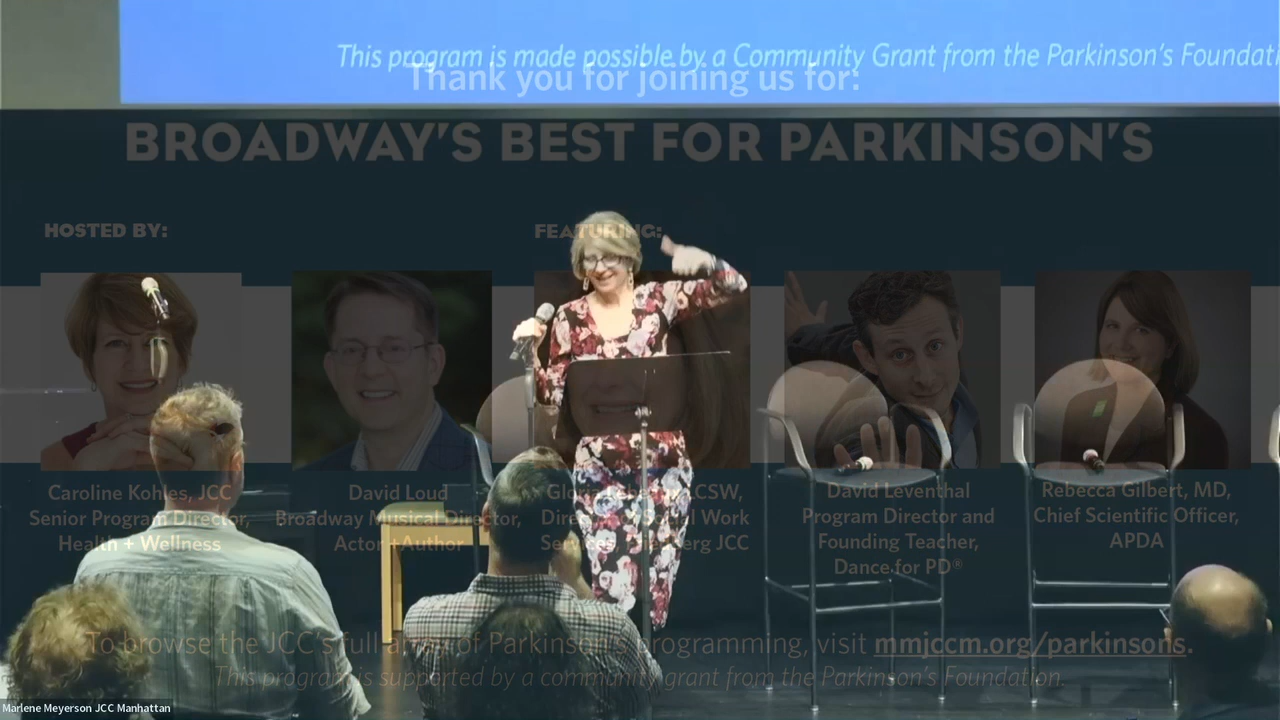 This program is made possible by a Community Grant from the Parkinson's
Thank you for joining us for:
BROADWAY'S BEST FOR PARKINSON'S
HOSTED BY:
FEATURING:
Caroline Kohles, JCC
Senior Program Director,
Health + Wellness
David Loud
Broadway Musical Director,
Actor +Author
David Leventhal
Program Director and
Founding Teacher,
Dance for PD®
Rebecca Gilbert, MD,
Chief Scientific Officer,
APDA
To browse the JCC's full array of Parkinson's programming, visit mmjccm.org/parkinsons.
This program is supported by a community grant from the Parkinson's Foundation.
Marlene Meyerson JCC Manhattan